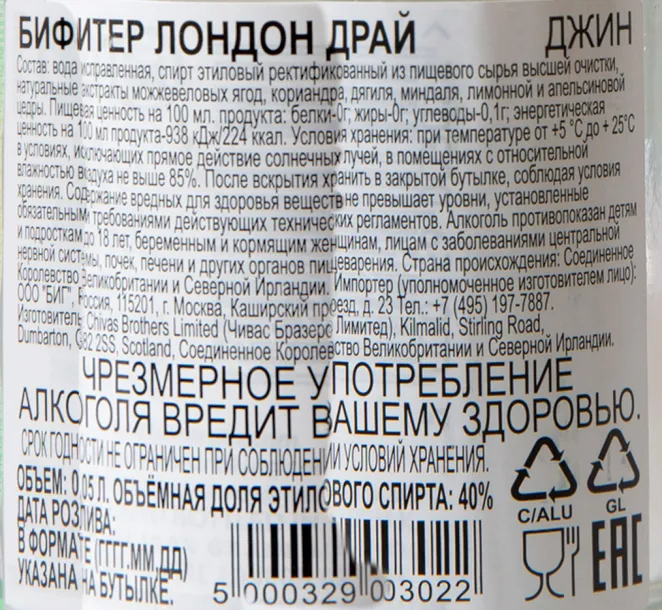 БИФИТЕР ЛОНДОН ДРАЙ ДЖИН
Состав: вода исправленная, спирт этиловый ректификованный из пищевого сырья высшей очистки,
натуральные экстракты можжевеловых ягод, кориандра, дягиля, миндаля, лимонной и апельсиновой
цедры. Пищевая ценность на 100 мл. продукта: белки-0г; жиры-0г; углеводы-0,1г; энергетическая
ценность на 100 мл продукта-938 кДж/224 ккал. Условия хранения: при температуре от +5 °C до + 25°C
в условиях, исключающих прямое действие солнечных лучей, в помещениях с относительной
влажностью воздуха не выше 85%. После вскрытия хранить в закрытой бутылке, соблюдая условия
хранения. Содержание вредных для здоровья веществ не превышает уровни, установленные
обязательными требованиями действующих технических регламентов. Алкоголь противопоказан детям
и подросткам до 18 лет, беременным и кормящим женщинам, лицам с заболеваниями центральной
нервной системы, почек, печени и других органов пищеварения. Страна происхождения: Соединенное
Королевство Великобритании и Северной Ирландии. Импортер (уполномоченное изготовителем лицо):
ООО "БИГ", Россия, 115201, г. Москва, Каширский проезд, д. 23 Тел.: +7 (495) 197-7887.
Изготовитель Chivas Brothers Limited (Чивас Бразерс Лимитед), Kilmalid, Stirling Road,
Dumbarton, G82 2SS, Scotland, Соединенное Королевство Великобритании и Северной Ирландии.
ЧРЕЗМЕРНОЕ УПОТРЕБЛЕНИЕ
АЛКОГОЛЯ ВРЕДИТ ВАШЕМУ ЗДОРОВЬЮ.
СРОК ГОДНОСТИ НЕ ОГРАНИЧЕН ПРИ СОБЛЮДЕНИИ УСЛОВИЙ ХРАНЕНИЯ.
ОБЪЕМ: 0,05 Л. ОБЪЁМНАЯ ДОЛЯ ЭТИЛОВОГО СПИРТА: 40%
ДАТА РОЗЛИВА:
В ФОРМАТЕ (ГГГГ.ММ.ДД)
УКАЗАНА НА БУТЫЛКЕ.
5 000329 003022
C/ALU GL
EAC